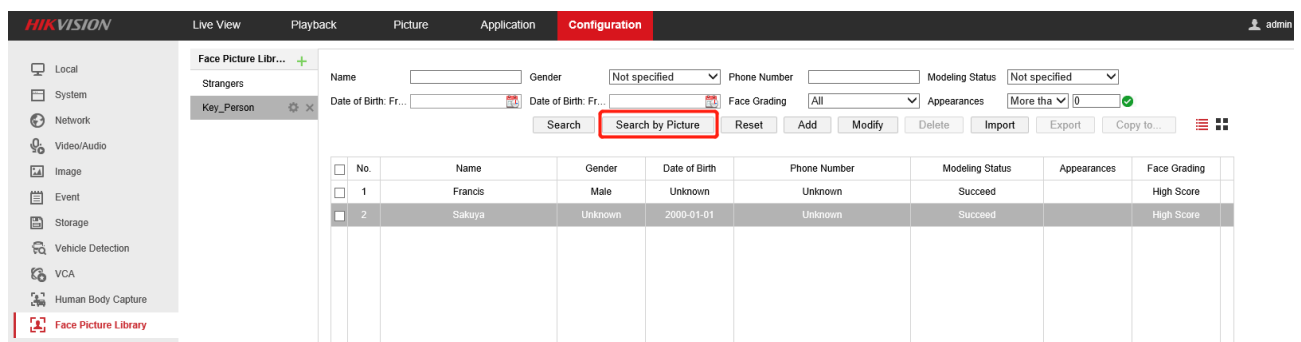 HIKVISION Live View Playback Picture Application Configuration admin
Local
System
Network
Video/Audio
Image
Event
Storage
Vehicle Detection
VCA
Human Body Capture
Face Picture Library
Face Picture Libr... +
Strangers
Key_Person
Name Gender Not specified Phone Number Modeling Status Not specified
Date of Birth: Fr... Date of Birth: Fr... Face Grading All Appearances More tha 0
Search Search by Picture Reset Add Modify Delete Import Export Copy to...
No. Name Gender Date of Birth Phone Number Modeling Status Appearances Face Grading
1 Francis Male Unknown Unknown Succeed High Score
2 Sakuya Unknown 2000-01-01 Unknown Succeed High Score